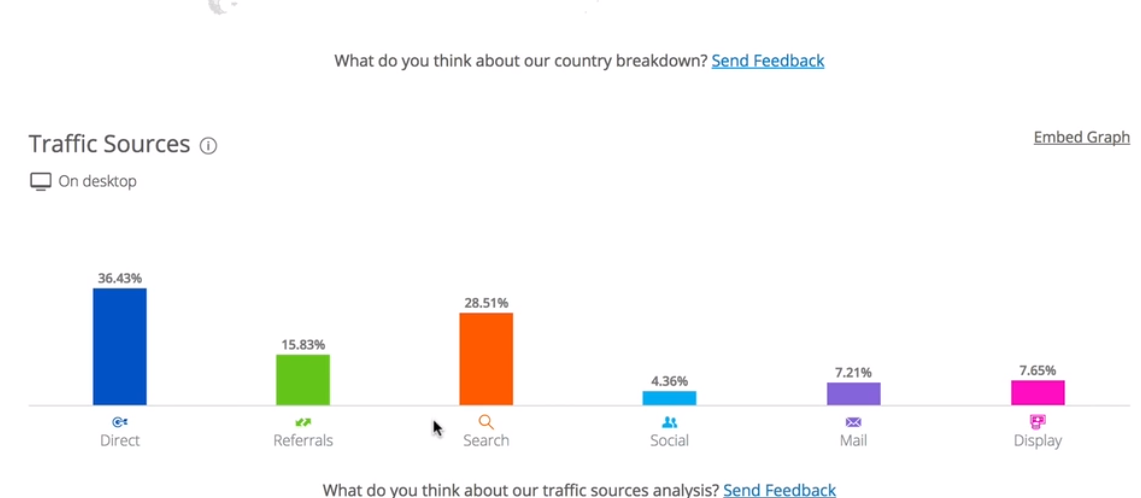 What do you think about our country breakdown? Send Feedback
Traffic Sources
Embed Graph
On desktop
36.43%
28.51%
15.83%
4.36%
7.21%
7.65%
Direct
Referrals
Search
Social
Mail
Display
What do you think about our traffic sources analysis? Send Feedback